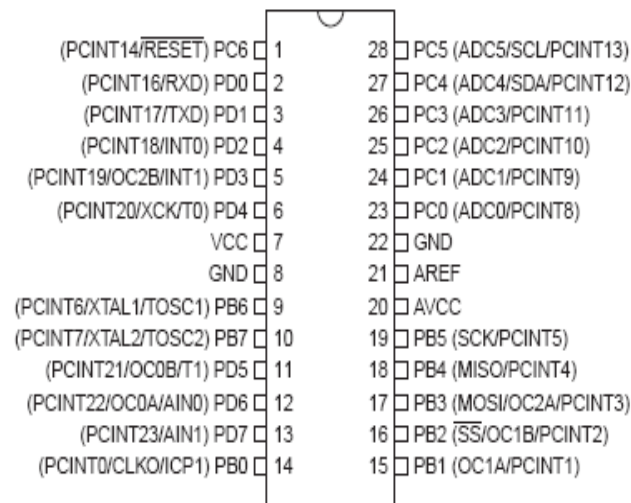 (PCINT14/RESET) PC6 1 28 PC5 (ADC5/SCL/PCINT13)
(PCINT16/RXD) PD0 2 27 PC4 (ADC4/SDA/PCINT12)
(PCINT17/TXD) PD1 3 26 PC3 (ADC3/PCINT11)
(PCINT18/INT0) PD2 4 25 PC2 (ADC2/PCINT10)
(PCINT19/OC2B/INT1) PD3 5 24 PC1 (ADC1/PCINT9)
(PCINT20/XCK/T0) PD4 6 23 PC0 (ADC0/PCINT8)
VCC 7 22 GND
GND 8 21 AREF
(PCINT6/XTAL1/TOSC1) PB6 9 20 AVCC
(PCINT7/XTAL2/TOSC2) PB7 10 19 PB5 (SCK/PCINT5)
(PCINT21/OC0B/T1) PD5 11 18 PB4 (MISO/PCINT4)
(PCINT22/OC0A/AIN0) PD6 12 17 PB3 (MOSI/OC2A/PCINT3)
(PCINT23/AIN1) PD7 13 16 PB2 (SS/OC1B/PCINT2)
(PCINT0/CLKO/ICP1) PB0 14 15 PB1 (OC1A/PCINT1)